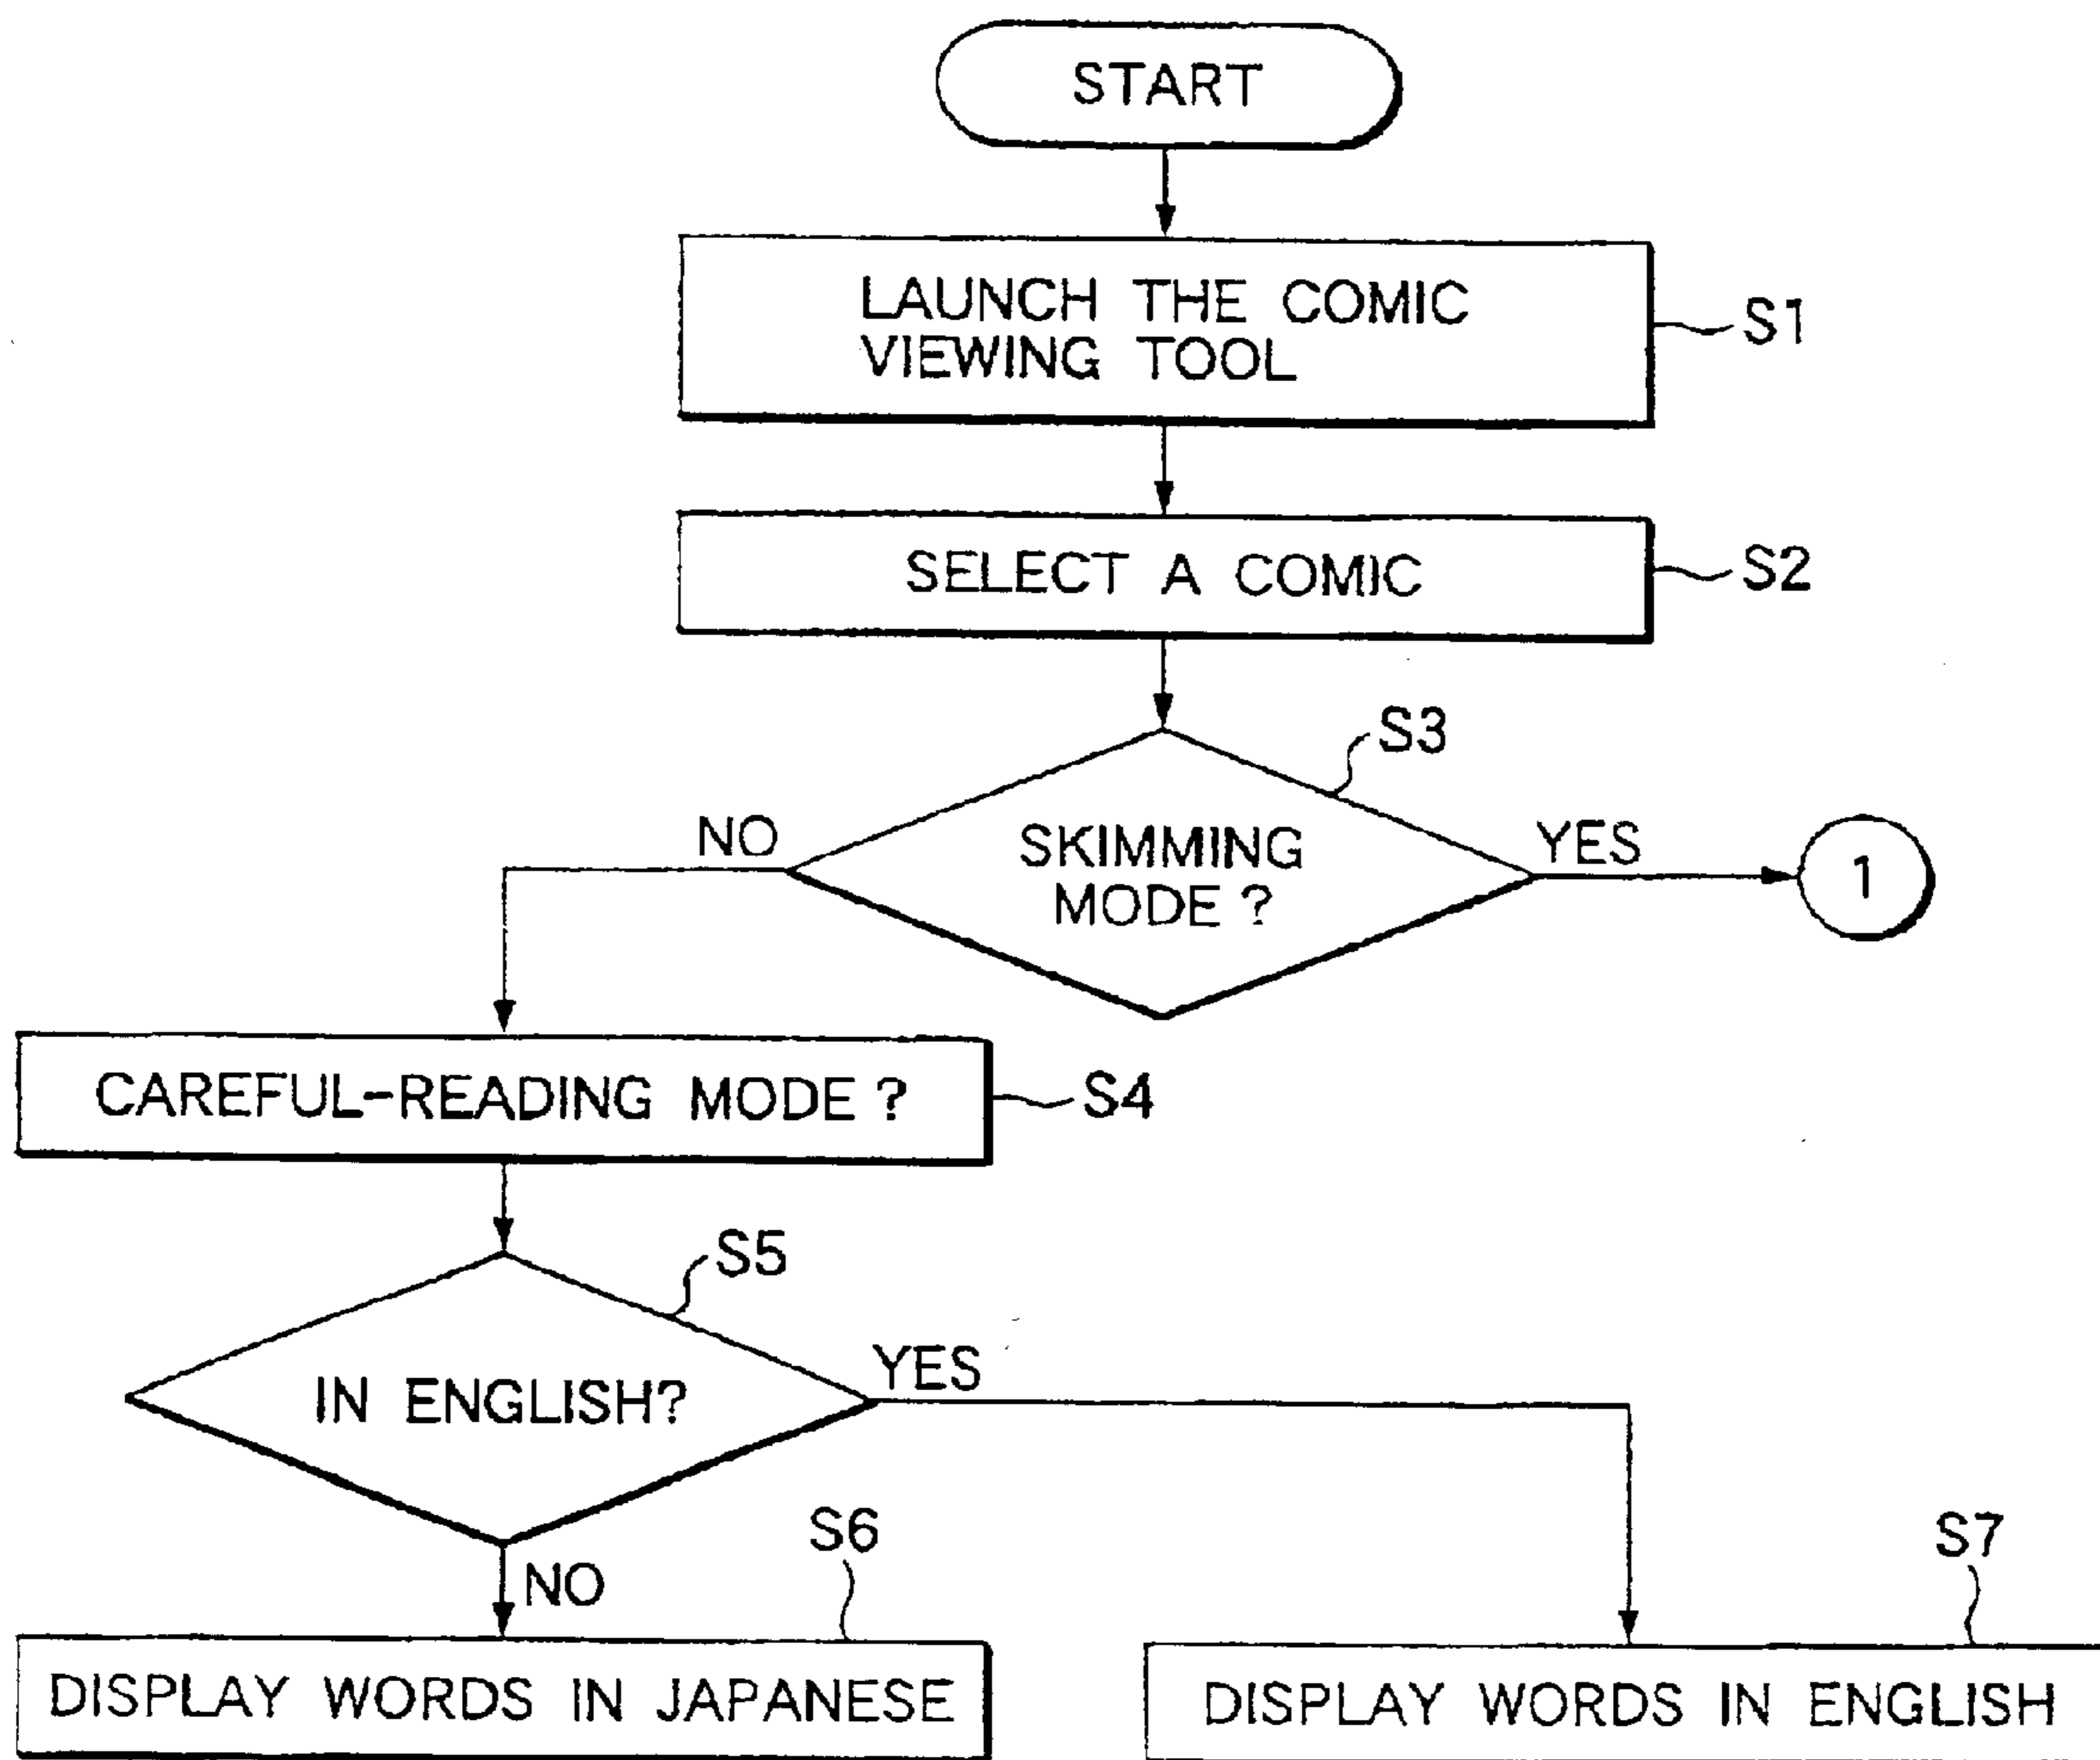 START
LAUNCH THE COMIC
VIEWING TOOL
S1
SELECT A COMIC
S2
S3
NO
SKIMMING
MODE ?
YES
1
CAREFUL-READING MODE ?
S4
S5
IN ENGLISH?
YES
NO
S6
S7
DISPLAY WORDS IN JAPANESE
DISPLAY WORDS IN ENGLISH